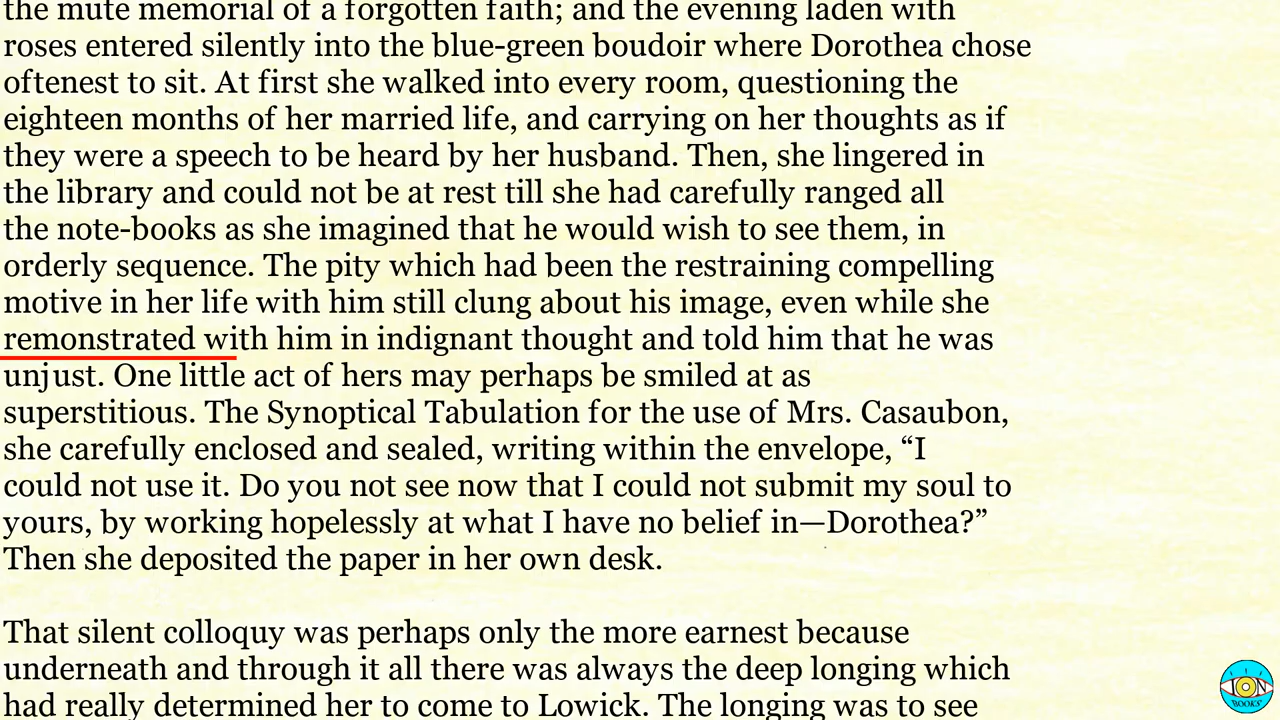 the mute memorial of a forgotten faith; and the evening laden with
roses entered silently into the blue-green boudoir where Dorothea chose
oftenest to sit. At first she walked into every room, questioning the
eighteen months of her married life, and carrying on her thoughts as if
they were a speech to be heard by her husband. Then, she lingered in
the library and could not be at rest till she had carefully ranged all
the note-books as she imagined that he would wish to see them, in
orderly sequence. The pity which had been the restraining compelling
motive in her life with him still clung about his image, even while she
remonstrated with him in indignant thought and told him that he was
unjust. One little act of hers may perhaps be smiled at as
superstitious. The Synoptical Tabulation for the use of Mrs. Casaubon,
she carefully enclosed and sealed, writing within the envelope, “I
could not use it. Do you not see now that I could not submit my soul to
yours, by working hopelessly at what I have no belief in—Dorothea?”
Then she deposited the paper in her own desk.
That silent colloquy was perhaps only the more earnest because
underneath and through it all there was always the deep longing which
had really determined her to come to Lowick. The longing was to see
ION
BOOKS